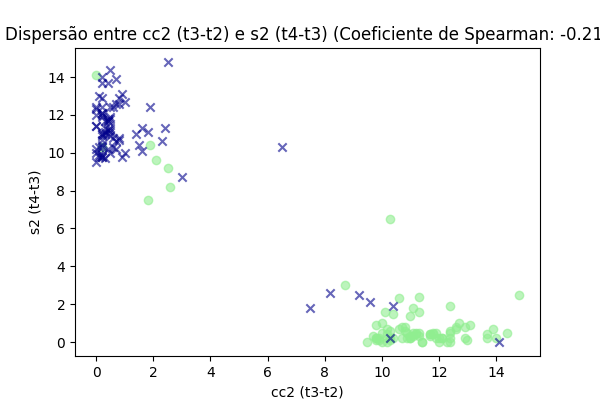 Dispersão entre cc2 (t3-t2) e s2 (t4-t3) (Coeficiente de Spearman: -0.21
14
12
10
8
6
4
2
0
s2 (t4-t3)
0 2 4 6 8 10 12 14
cc2 (t3-t2)